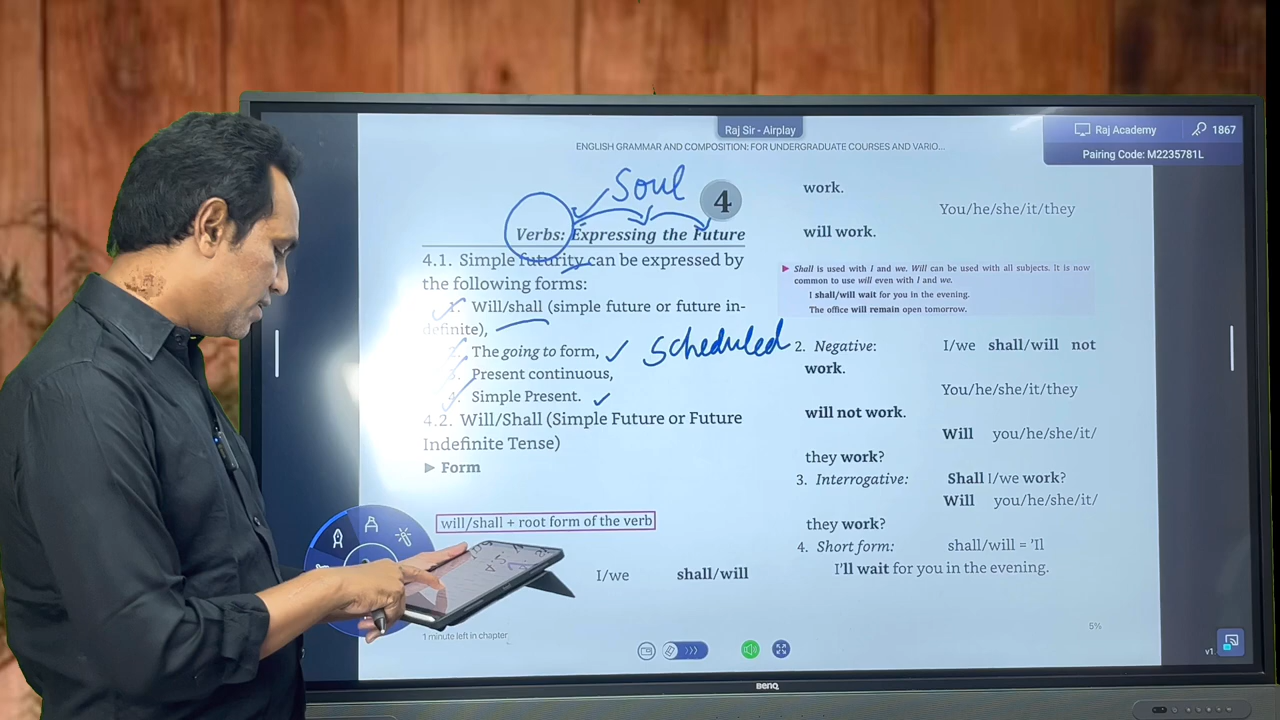 Raj Sir - Airplay
Raj Academy
1867
Pairing Code: M2235781L
ENGLISH GRAMMAR AND COMPOSITION: FOR UNDERGRADUATE COURSES AND VARIO...
Soul
4
Verbs: Expressing the Future
4.1. Simple futurity can be expressed by
the following forms:
1. Will/shall (simple future or future in-
definite),
2. The going to form,
scheduled
3. Present continuous,
4. Simple Present.
4.2. Will/Shall (Simple Future or Future
Indefinite Tense)
▶ Form
will/shall + root form of the verb
I/we shall/will
1 minute left in chapter
work.
You/he/she/it/they
will work.
▶ Shall is used with I and we. Will can be used with all subjects. It is now
common to use will even with I and we.
I shall/will wait for you in the evening.
The office will remain open tomorrow.
2. Negative: I/we shall/will not
work.
You/he/she/it/they
will not work.
Will you/he/she/it/
they work?
3. Interrogative: Shall I/we work?
Will you/he/she/it/
they work?
4. Short form: shall/will = 'll
I'll wait for you in the evening.
5%
BenQ